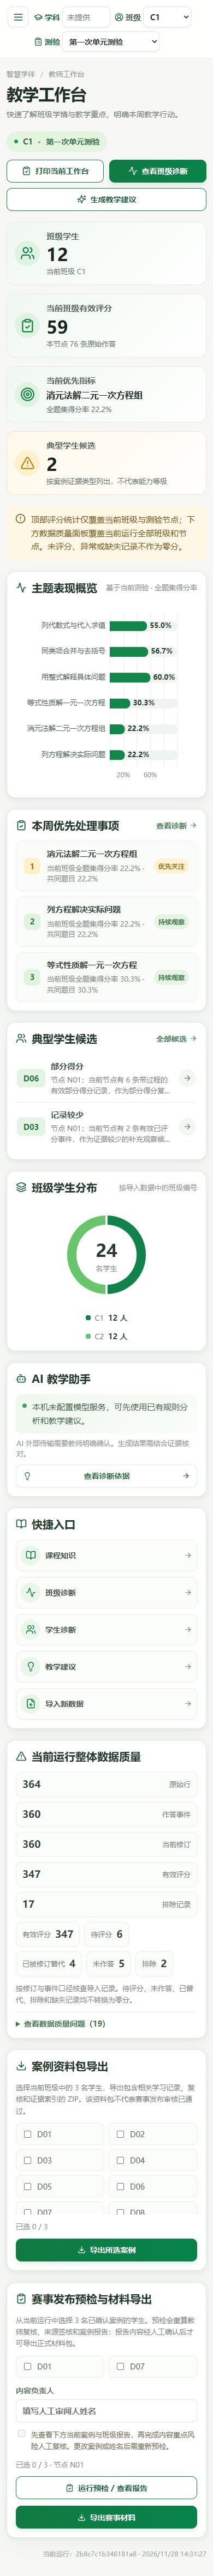 学科 未提供 班级 C1
测验 第一次单元测验
智慧学伴 / 教师工作台
教学工作台
快速了解班级学情与教学重点，明确本周教学行动。
C1 · 第一次单元测验
打印当前工作台
查看班级诊断
生成教学建议
班级学生
12
当前班级 C1
当前班级有效评分
59
本节点 76 条原始作答
当前优先指标
消元法解二元一次方程组
全题集得分率 22.2%
典型学生候选
2
按案例证据类型列出，不代表能力等级
顶部评分统计仅覆盖当前班级与测验节点；下
方数据质量面板覆盖当前运行全部班级和节
点。未评分、异常或缺失记录不作为零分。
主题表现概览 基于当前测验 · 全题集得分率
列代数式与代入求值 55.0%
同类项合并与去括号 56.7%
用整式解释具体问题 60.0%
等式性质解一元一次方程 30.3%
消元法解二元一次方程组 22.2%
列方程解决实际问题 22.2%
20% 60%
本周优先处理事项 查看诊断 →
1 消元法解二元一次方程组
当前班级全题集得分率 22.2% ·
共同题目 22.2%
优先关注
2 列方程解决实际问题
当前班级全题集得分率 22.2% ·
共同题目 22.2%
持续观察
3 等式性质解一元一次方程
当前班级全题集得分率 30.3% ·
共同题目 30.3%
持续观察
典型学生候选 全部候选 →
D06 部分得分
节点 N01：当前节点有 6 条带过程的
有效部分得分记录，作为部分得分复...
D03 记录较少
节点 N01：当前节点有 2 条有效已评
分事件，作为证据较少的补充观察候...
班级学生分布 按导入数据中的班级编号
24
名学生
C1 12 人
C2 12 人
AI 教学助手
本机未配置模型服务，可先使用已有规则分
析和教学建议。
AI 外部传输需要教师明确确认。生成结果需结合证据核
对。
查看诊断依据 →
快捷入口
课程知识 →
班级诊断 →
学生诊断 →
教学建议 →
导入新数据 →
当前运行整体数据质量
364 原始行
360 作答事件
360 当前修订
347 有效评分
17 排除记录
有效评分 347 待评分 6
已被修订替代 4 未作答 5 排除 2
按修订与事件口径核查导入记录。待评分、未作答、已替
代、排除和缺失记录均不转换为零分。
查看数据质量问题（19）
案例资料包导出
选择当前班级中的 3 名学生，导出包含相关学习记录、复
核和证据索引的 ZIP。该资料包不代表赛事发布审核已通
过。
D01 D02
D03 D04
D05 D06
D07 D08
已选 0 / 3
导出所选案例
赛事发布预检与材料导出
从当前运行中选择 3 名已确认案例的学生。预检会重算教
师复核、来源签核和案例报告；报告内容经人工确认后才
可导出正式材料包。
D01 D07
内容负责人
填写人工审阅人姓名
先查看下方当前案例与班级报告，再完成内容重点风
险人工复核。更改案例或姓名后需重新预检。
已选 0 / 3 · 节点 N01
运行预检 / 查看报告
导出赛事材料
当前运行：2b8c7c1b346181a8 · 2026/11/28 14:31:27